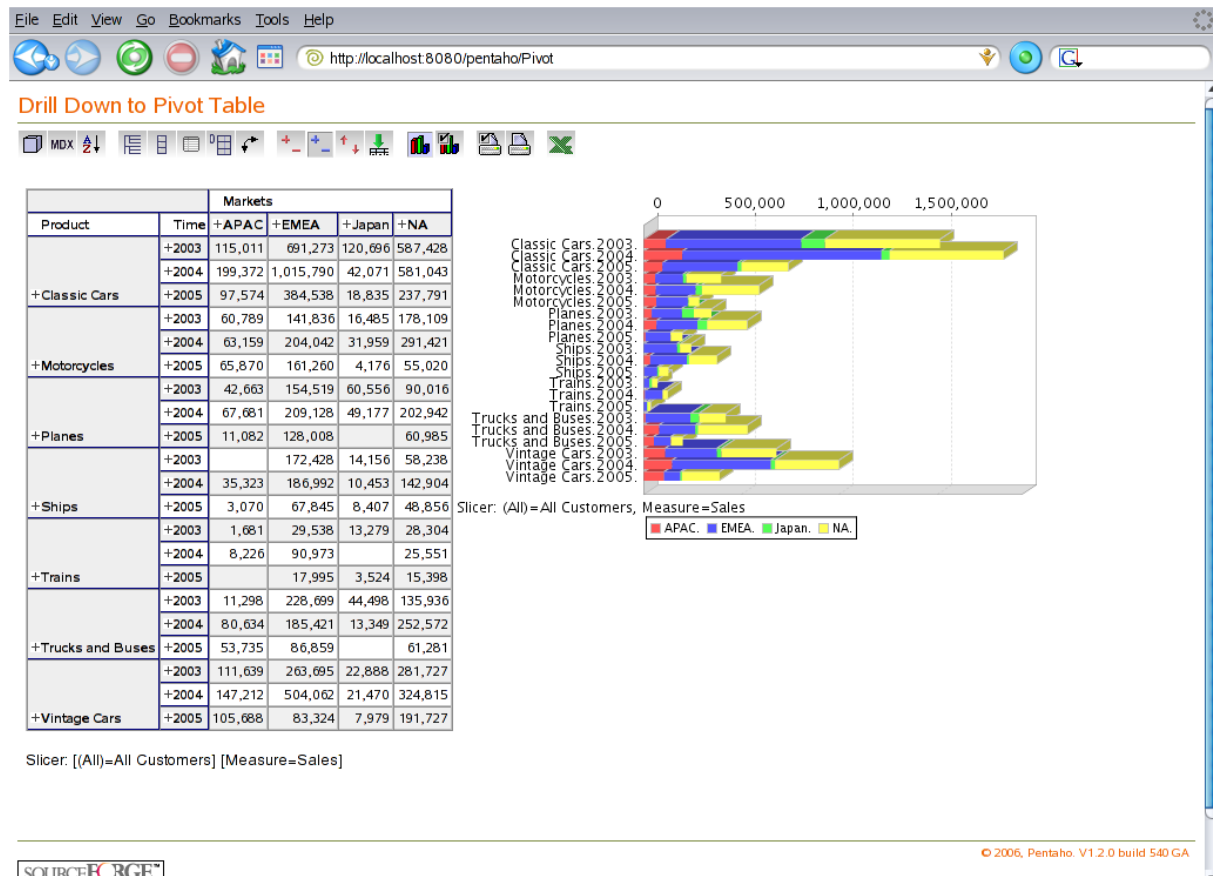 File Edit View Go Bookmarks Tools Help
http://localhost:8080/pentaho/Pivot G
Drill Down to Pivot Table
MDX
Markets
Product Time +APAC +EMEA +Japan +NA
+2003 115,011 691,273 120,696 587,428
+2004 199,372 1,015,790 42,071 581,043
+Classic Cars +2005 97,574 384,538 18,835 237,791
+2003 60,789 141,836 16,485 178,109
+2004 63,159 204,042 31,959 291,421
+Motorcycles +2005 65,870 161,260 4,176 55,020
+2003 42,663 154,519 60,556 90,016
+2004 67,681 209,128 49,177 202,942
+Planes +2005 11,082 128,008 60,985
+2003 172,428 14,156 58,238
+2004 35,323 186,992 10,453 142,904
+Ships +2005 3,070 67,845 8,407 48,856
+2003 1,681 29,538 13,279 28,304
+2004 8,226 90,973 25,551
+Trains +2005 17,995 3,524 15,398
+2003 11,298 228,699 44,498 135,936
+2004 80,634 185,421 13,349 252,572
+Trucks and Buses +2005 53,735 86,859 61,281
+2003 111,639 263,695 22,888 281,727
+2004 147,212 504,062 21,470 324,815
+Vintage Cars +2005 105,688 83,324 7,979 191,727
Slicer: [(All)=All Customers] [Measure=Sales]
0 500,000 1,000,000 1,500,000
Classic Cars.2003.
Classic Cars.2004.
Classic Cars.2005.
Motorcycles.2003.
Motorcycles.2004.
Motorcycles.2005.
Planes.2003.
Planes.2004.
Planes.2005.
Ships.2003.
Ships.2004.
Ships.2005.
Trains.2003.
Trains.2004.
Trains.2005.
Trucks and Buses.2003.
Trucks and Buses.2004.
Trucks and Buses.2005.
Vintage Cars.2003.
Vintage Cars.2004.
Vintage Cars.2005.
Slicer: (All)=All Customers, Measure=Sales
APAC. EMEA. Japan. NA.
© 2006, Pentaho. V1.2.0 build 540 GA
SOURCEFORGE™